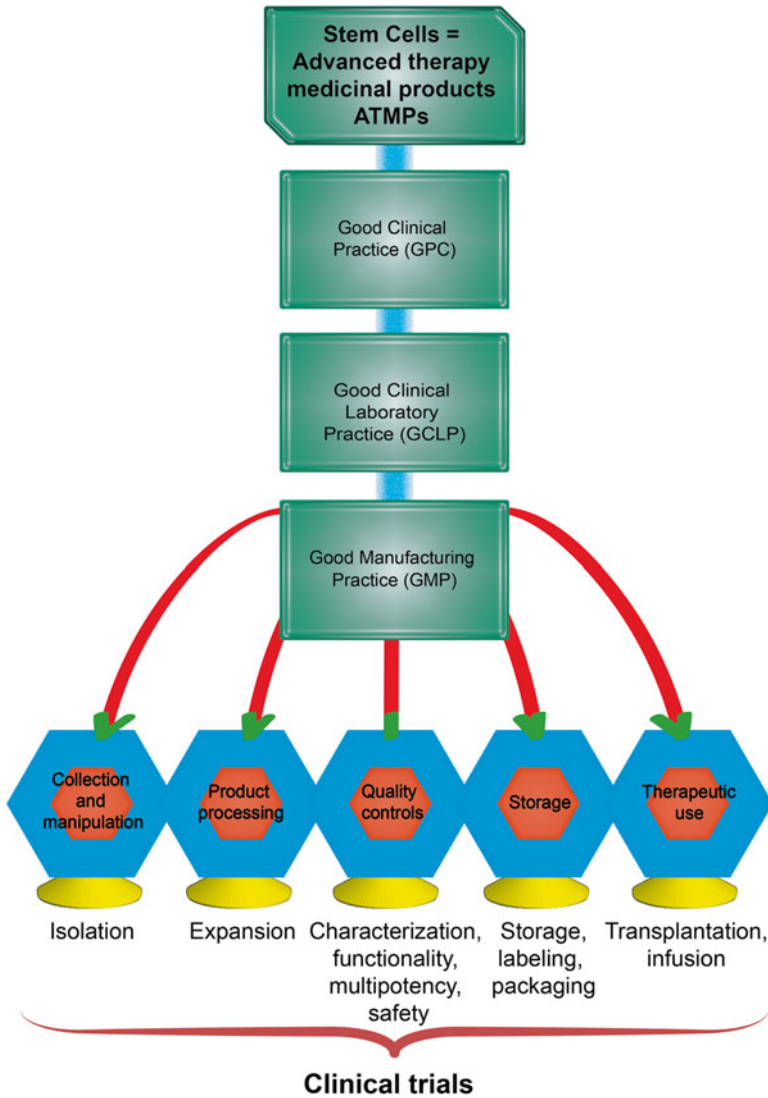 Stem Cells =
Advanced therapy
medicinal products
ATMPs
Good Clinical
Practice (GPC)
Good Clinical
Laboratory
Practice (GCLP)
Good Manufacturing
Practice (GMP)
Collection
and
manipulation
Product
processing
Quality
controls
Storage
Therapeutic
use
Isolation
Expansion
Characterization,
functionality,
multipotency,
safety
Storage,
labeling,
packaging
Transplantation,
infusion
Clinical trials